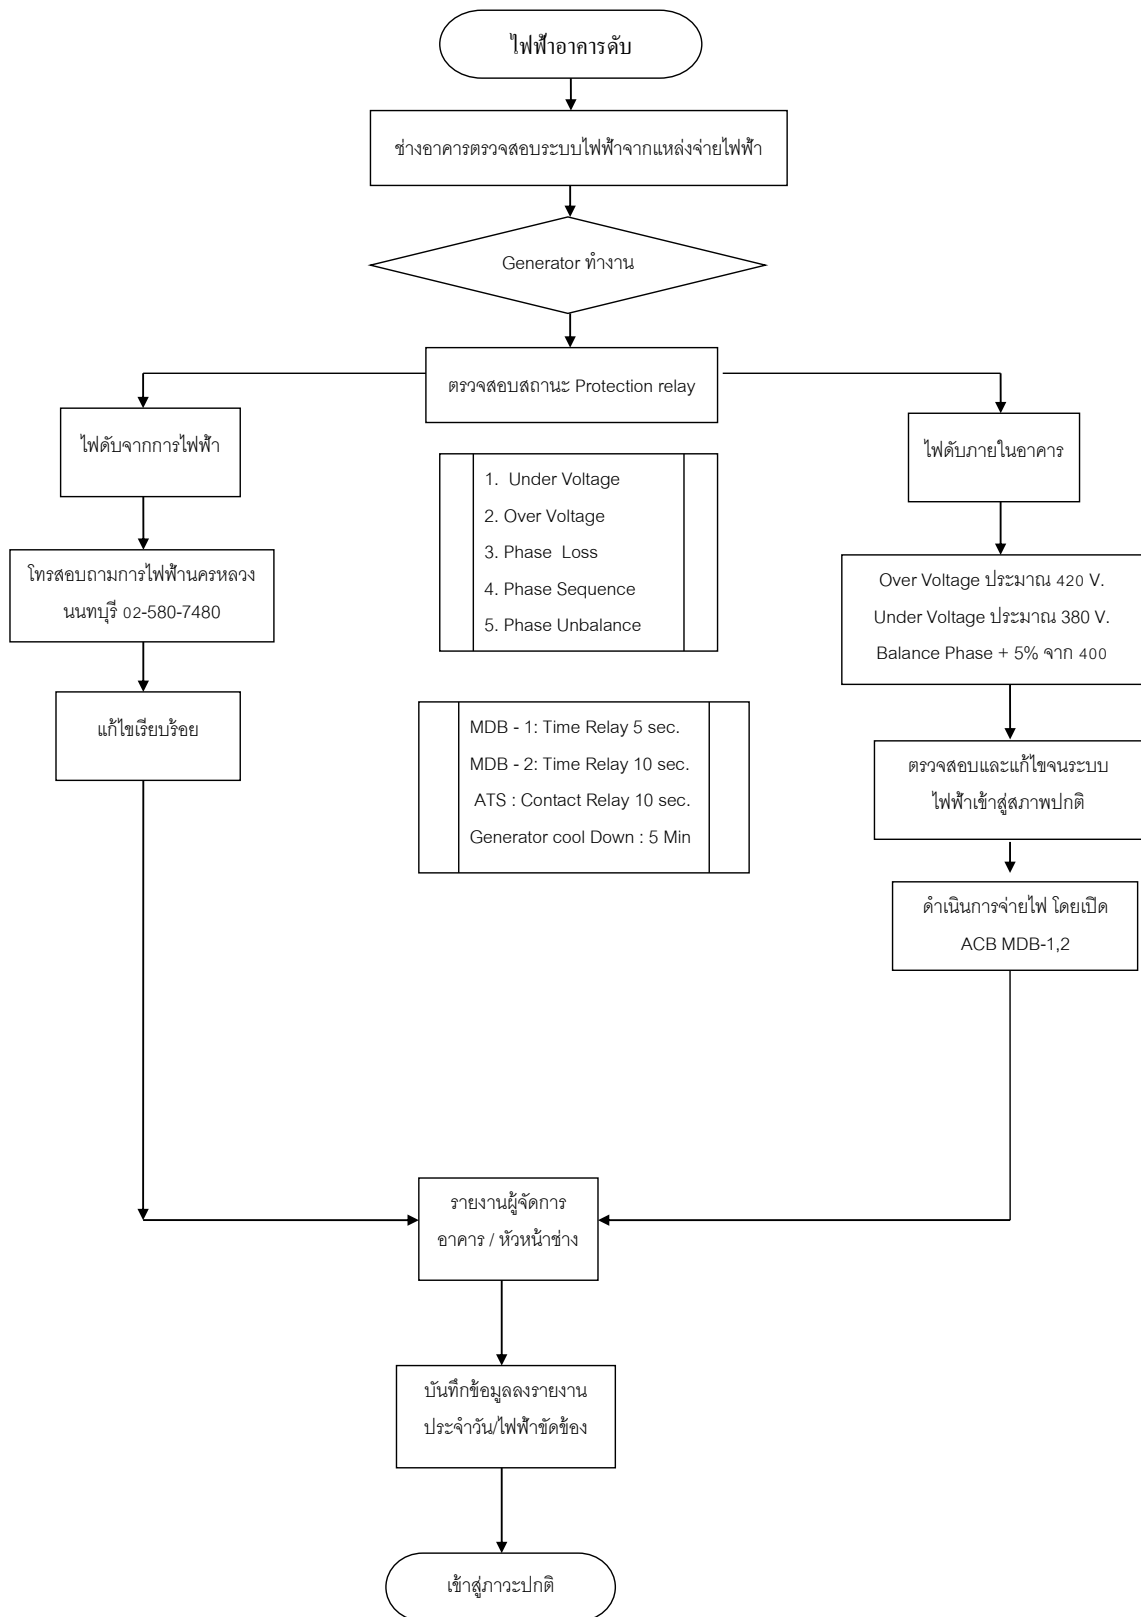 ไฟฟ้าอาคารดับ
ช่างอาคารตรวจสอบระบบไฟฟ้าจากแหล่งจ่ายไฟฟ้า
Generator ทำงาน
ตรวจสอบสถานะ Protection relay
ไฟดับจากการไฟฟ้า
โทรสอบถามการไฟฟ้านครหลวง
นนทบุรี 02-580-7480
แก้ไขเรียบร้อย
1. Under Voltage
2. Over Voltage
3. Phase Loss
4. Phase Sequence
5. Phase Unbalance
MDB - 1: Time Relay 5 sec.
MDB - 2: Time Relay 10 sec.
ATS : Contact Relay 10 sec.
Generator cool Down : 5 Min
ไฟดับภายในอาคาร
Over Voltage ประมาณ 420 V.
Under Voltage ประมาณ 380 V.
Balance Phase + 5% จาก 400
ตรวจสอบและแก้ไขจนระบบ
ไฟฟ้าเข้าสู่สภาพปกติ
ดำเนินการจ่ายไฟ โดยเปิด
ACB MDB-1,2
รายงานผู้จัดการ
อาคาร / หัวหน้าช่าง
บันทึกข้อมูลลงรายงาน
ประจำวัน/ไฟฟ้าขัดข้อง
เข้าสู่ภาวะปกติ